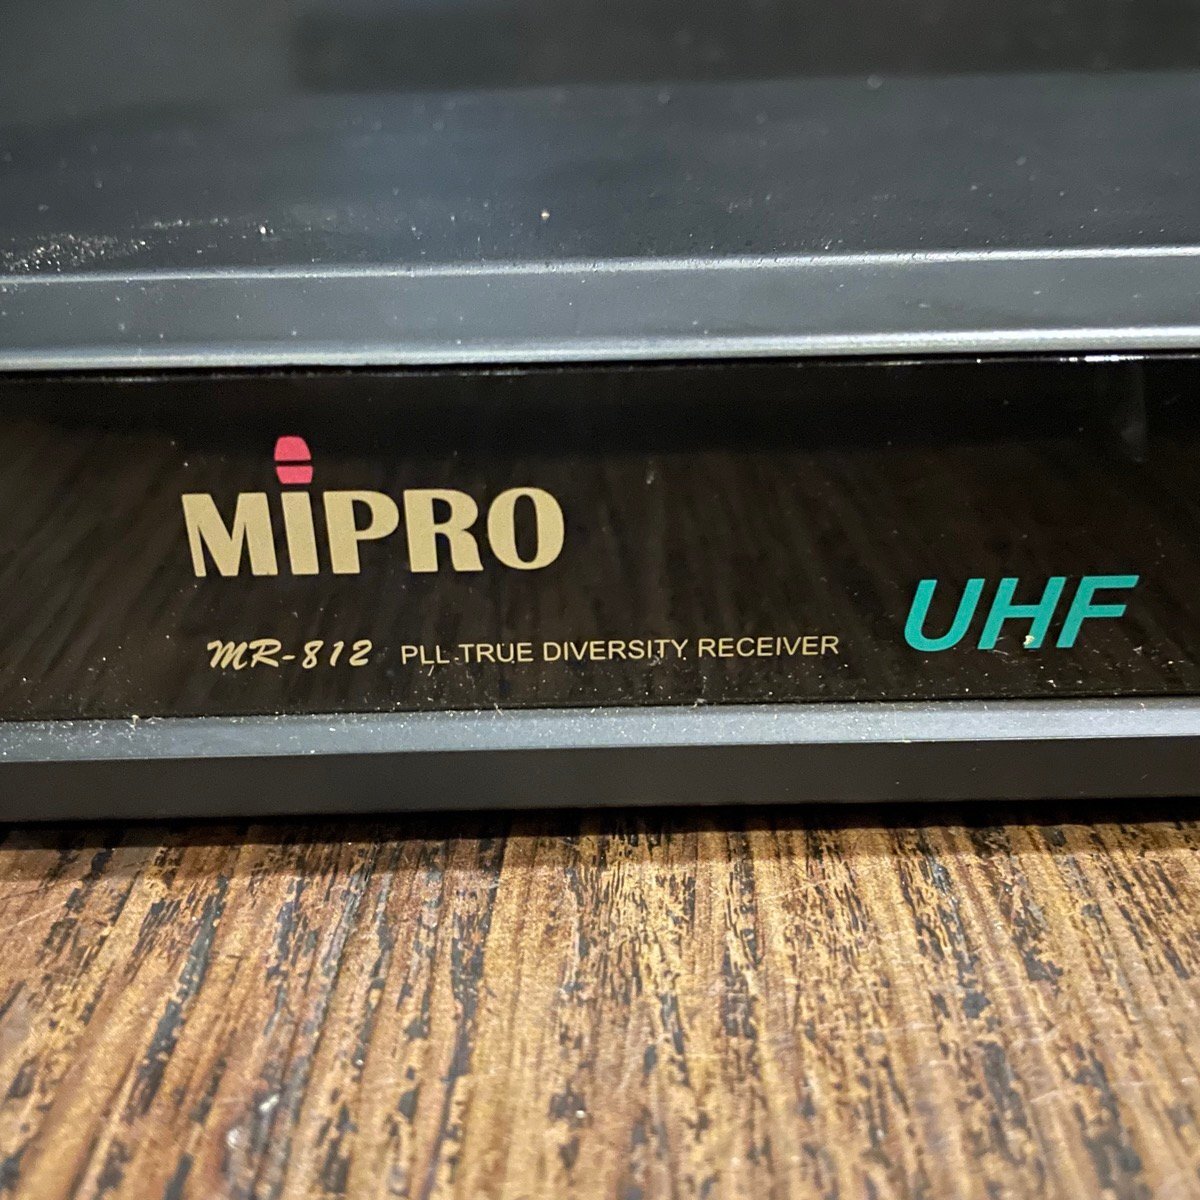 MiPRO
MR-812 PLL TRUE DIVERSITY RECEIVER
UHF